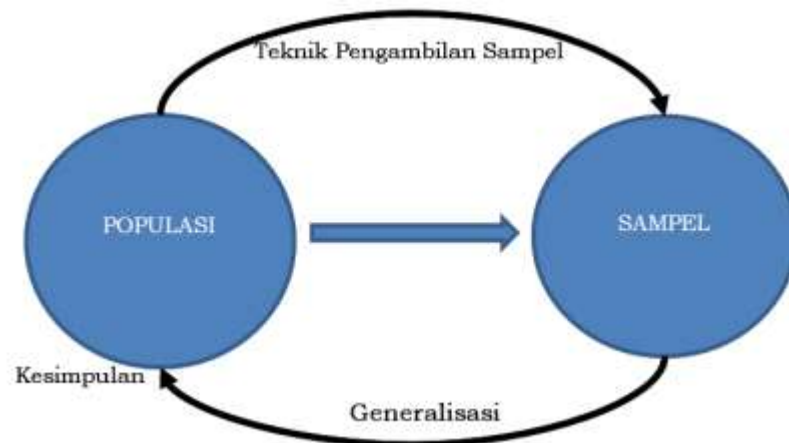 Teknik Pengambilan Sampel
POPULASI
SAMPEL
Kesimpulan
Generalisasi